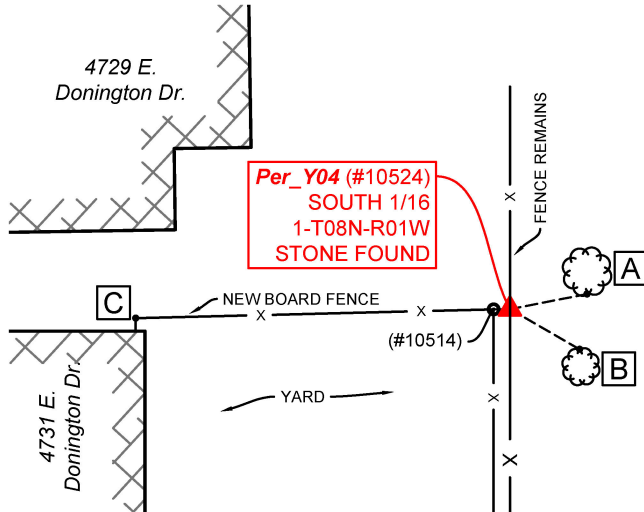 4729 E.
Donington Dr.
Per_Y04 (#10524)
SOUTH 1/16
1-T08N-R01W
STONE FOUND
FENCE REMAINS
X
A
C
NEW BOARD FENCE
X
X
(#10514)
B
4731 E.
Donington Dr.
YARD
X
X